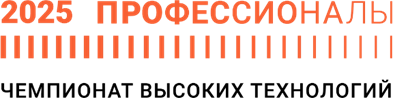 2025 ПРОФЕССИОНАЛЫ
ЧЕМПИОНАТ ВЫСОКИХ ТЕХНОЛОГИЙ